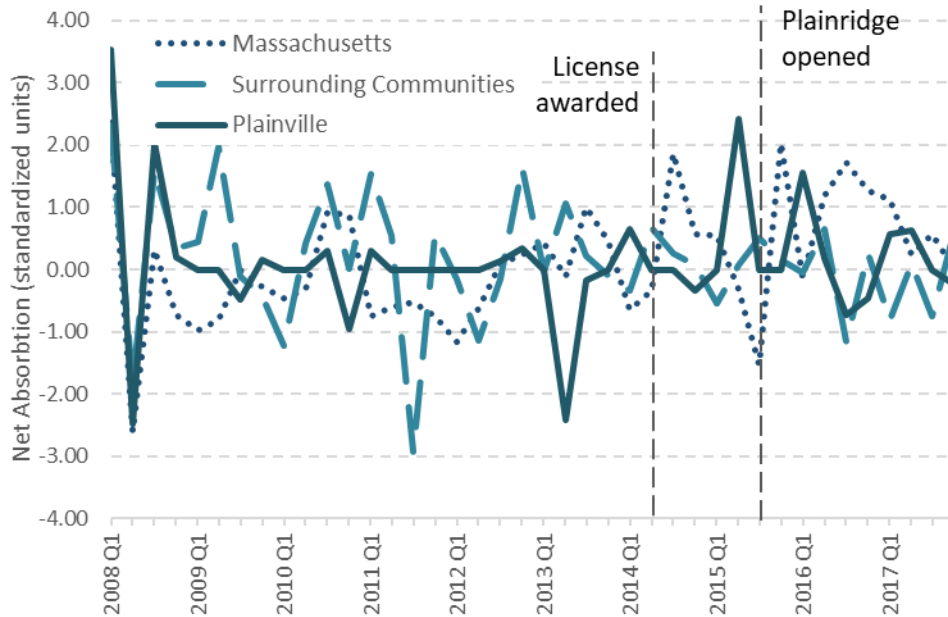 4.00
3.00
2.00
1.00
0.00
-1.00
-2.00
-3.00
-4.00
Net Absorbtion (standardized units)
Massachusetts
Surrounding Communities
Plainville
License
awarded
Plainridge
opened
2008 Q1
2009 Q1
2010 Q1
2011 Q1
2012 Q1
2013 Q1
2014 Q1
2015 Q1
2016 Q1
2017 Q1